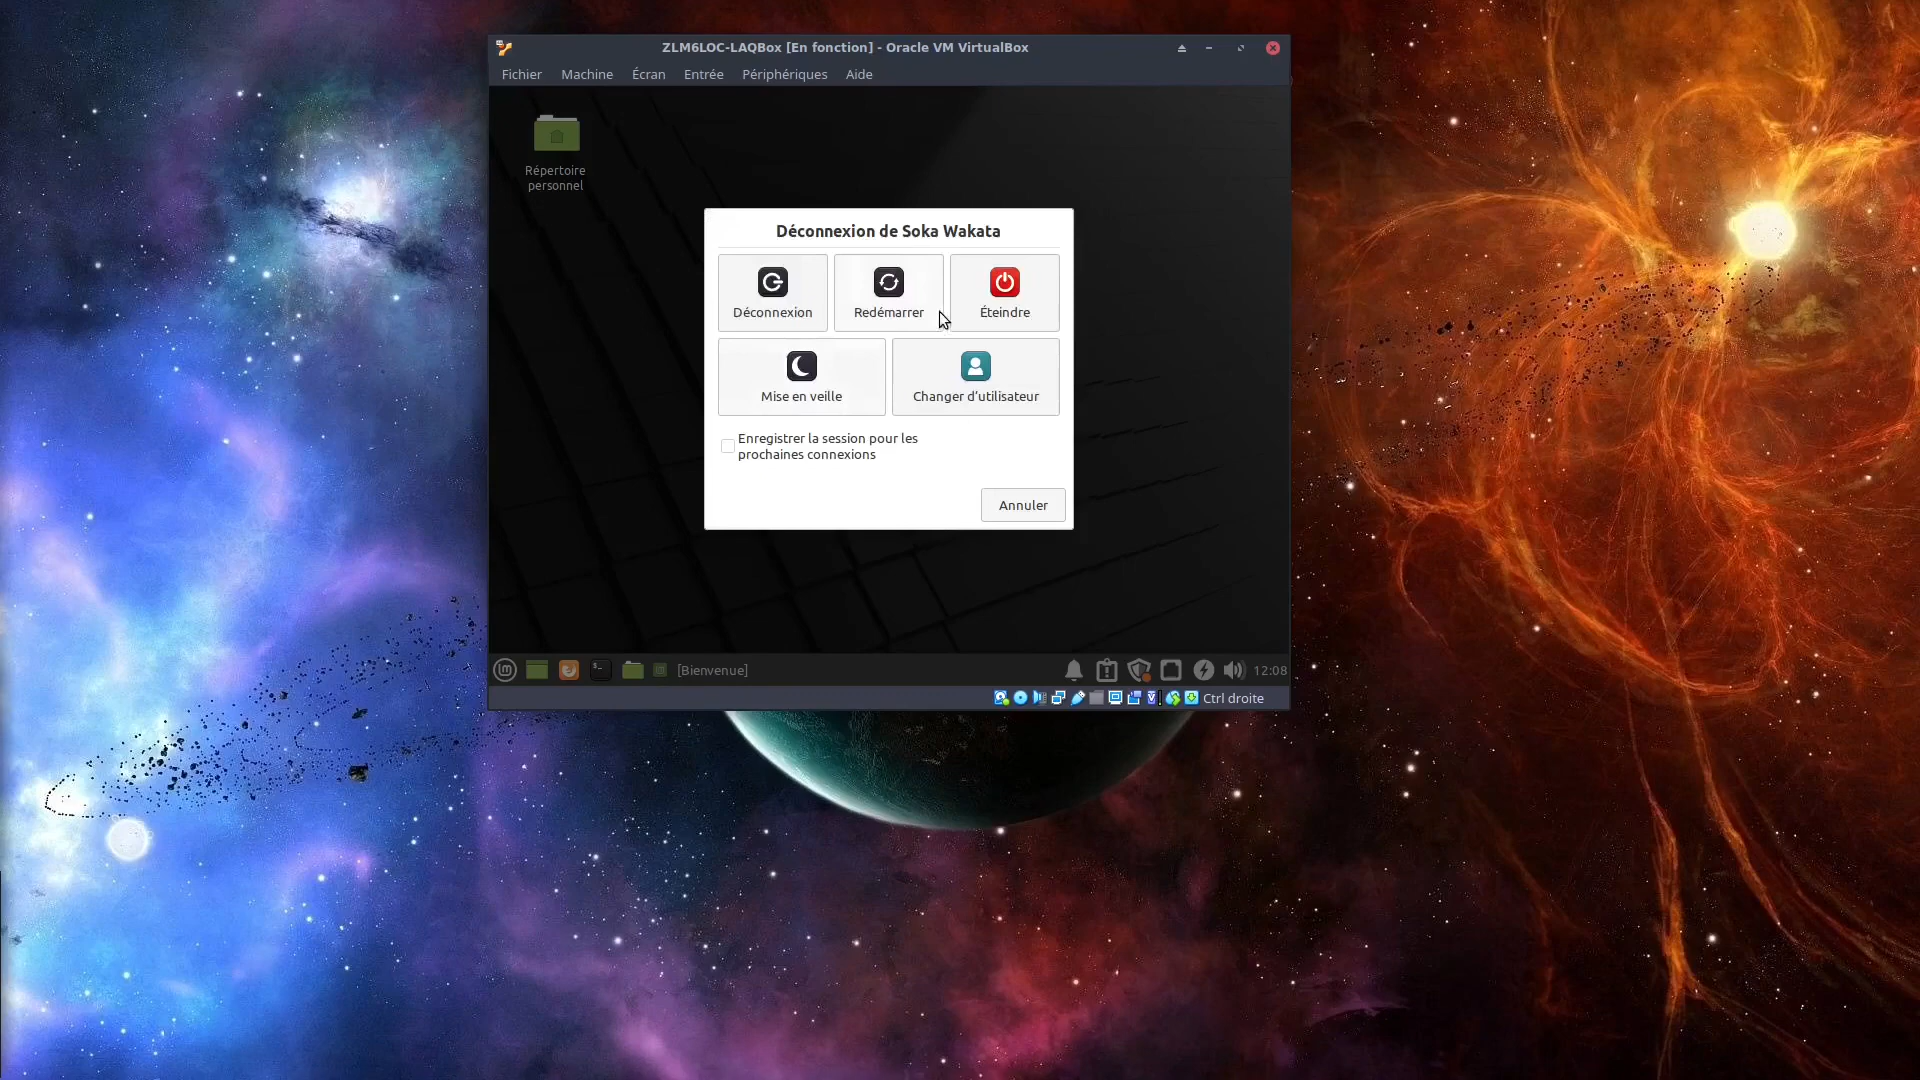 ZLM6LOC-LAQBox [En fonction] - Oracle VM VirtualBox
Fichier Machine Écran Entrée Périphériques Aide
Répertoire
personnel
Déconnexion de Soka Wakata
Déconnexion Redémarrer Éteindre
Mise en veille Changer d’utilisateur
Enregistrer la session pour les
prochaines connexions
Annuler
[Bienvenue] 12:08
Ctrl droite